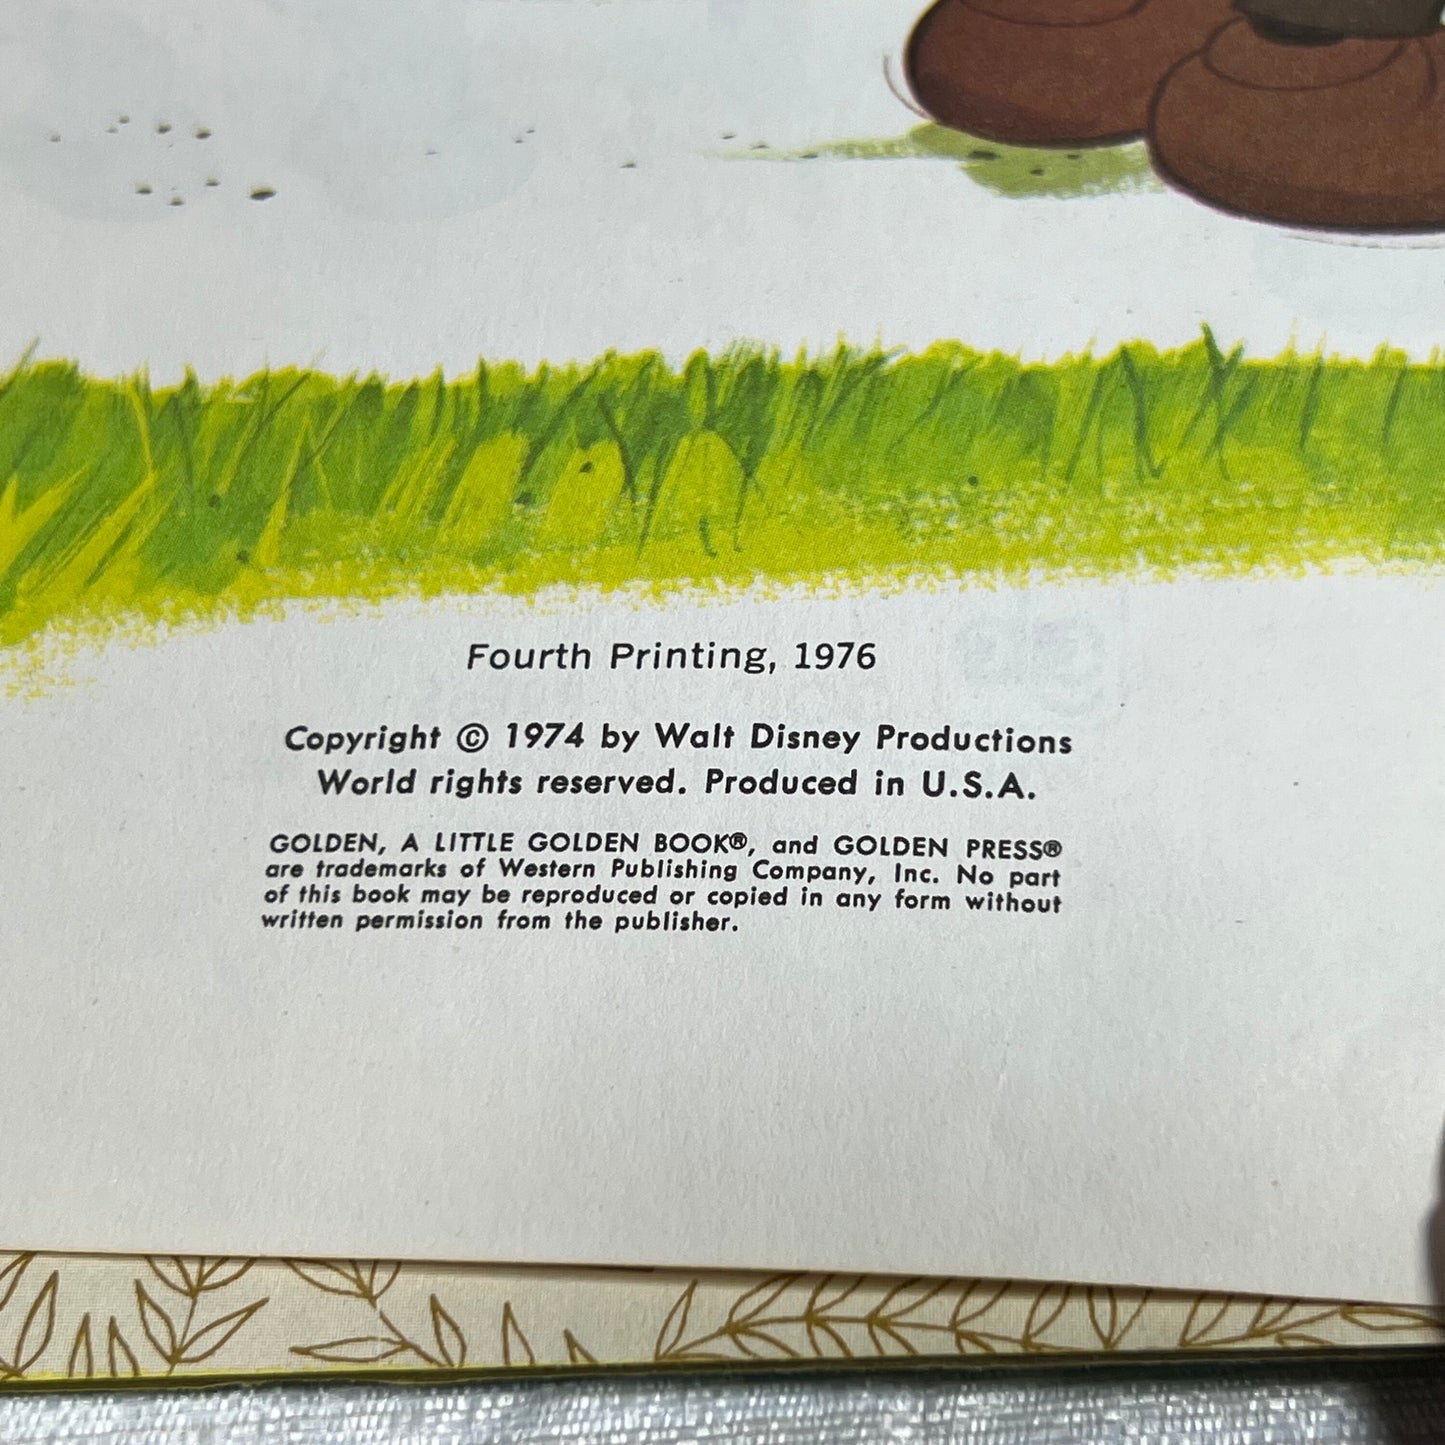 Fourth Printing, 1976
Copyright © 1974 by Walt Disney Productions
World rights reserved. Produced in U.S.A.
GOLDEN, A LITTLE GOLDEN BOOK®, and GOLDEN PRESS®
are trademarks of Western Publishing Company, Inc. No part
of this book may be reproduced or copied in any form without
written permission from the publisher.